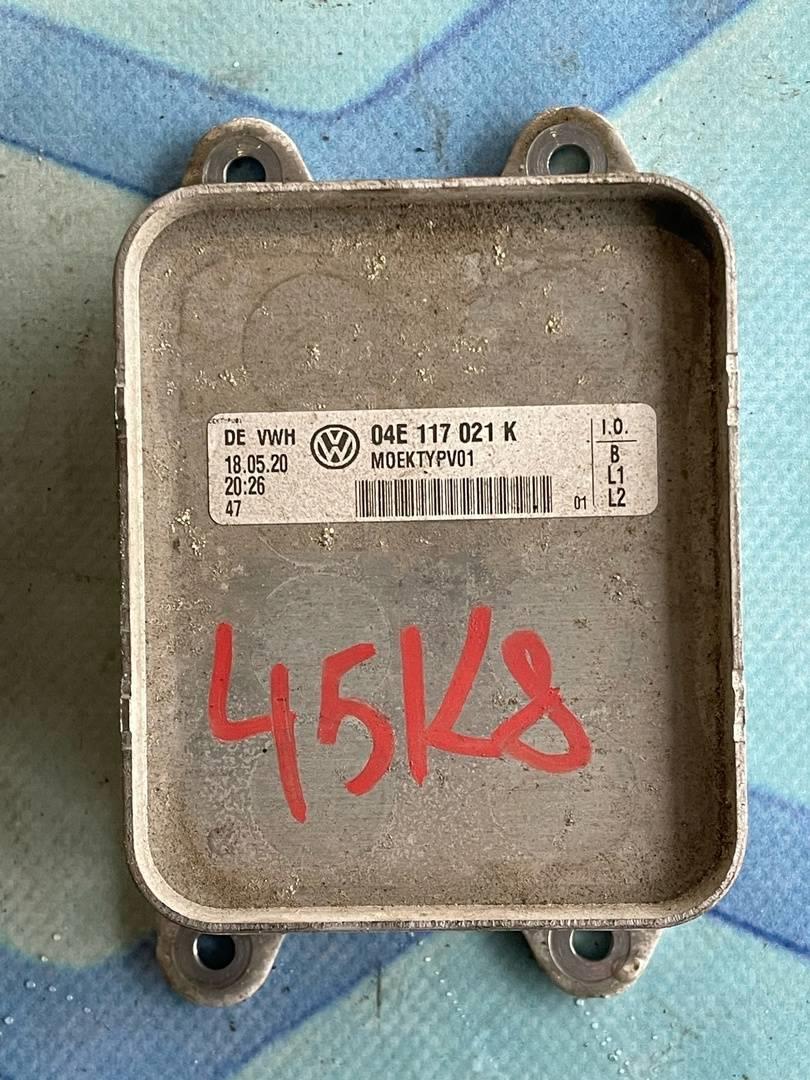 DE VWH
18.05.20
20:26
47
04E 117 021 K
MOEKTYPV01
01
I.O.
B
L1
L2
45K8